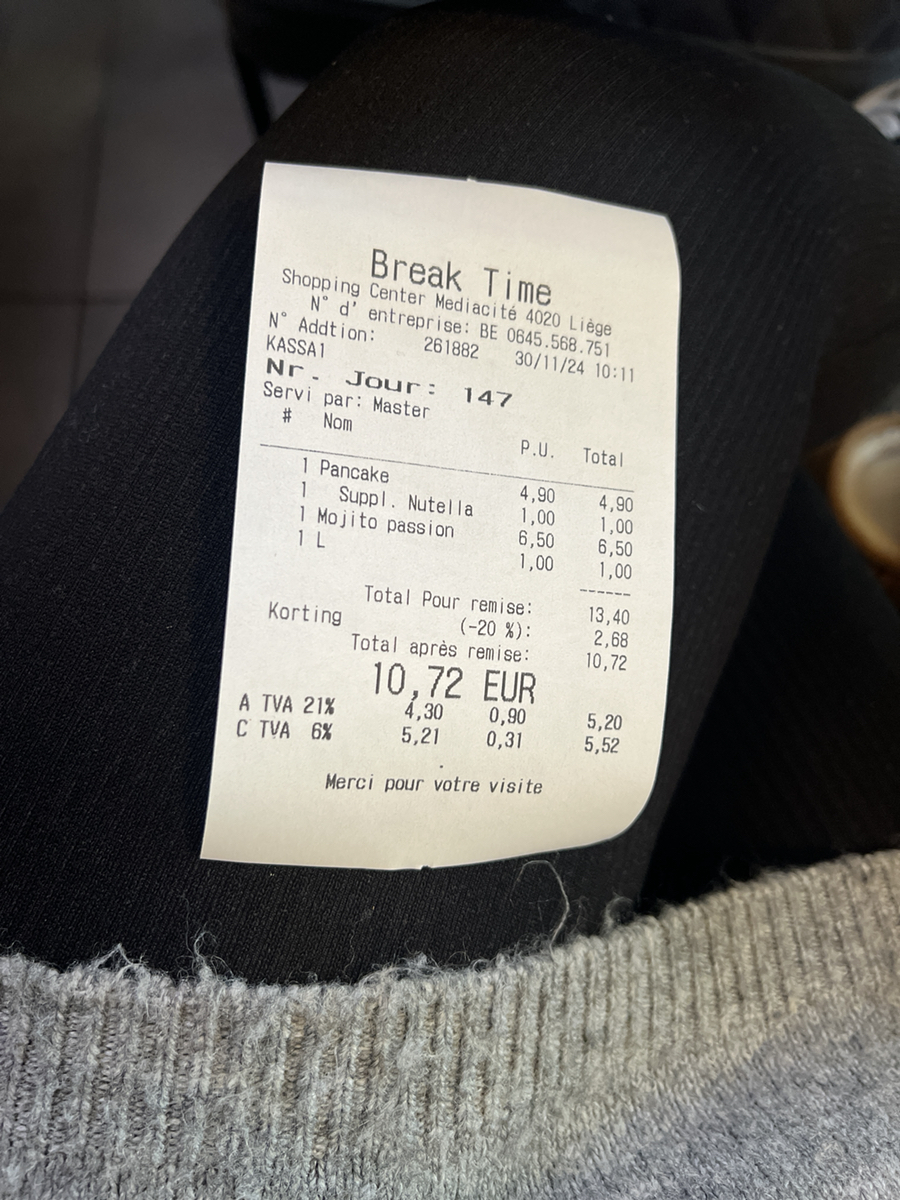 Break Time
Shopping Center Mediacité 4020 Liège
N° d' entreprise: BE 0645.568.751
N° Addtion: 261882 30/11/24 10:11
KASSA1
Nr. Jour: 147
Servi par: Master
# Nom P.U. Total
1 Pancake 4,90 4,90
1 Suppl. Nutella 1,00 1,00
1 Mojito passion 6,50 6,50
1 L 1,00 1,00
------
Total Pour remise: 13,40
Korting (-20 %): 2,68
Total après remise: 10,72
10,72 EUR
A TVA 21% 4,30 0,90 5,20
C TVA 6% 5,21 0,31 5,52
.
Merci pour votre visite